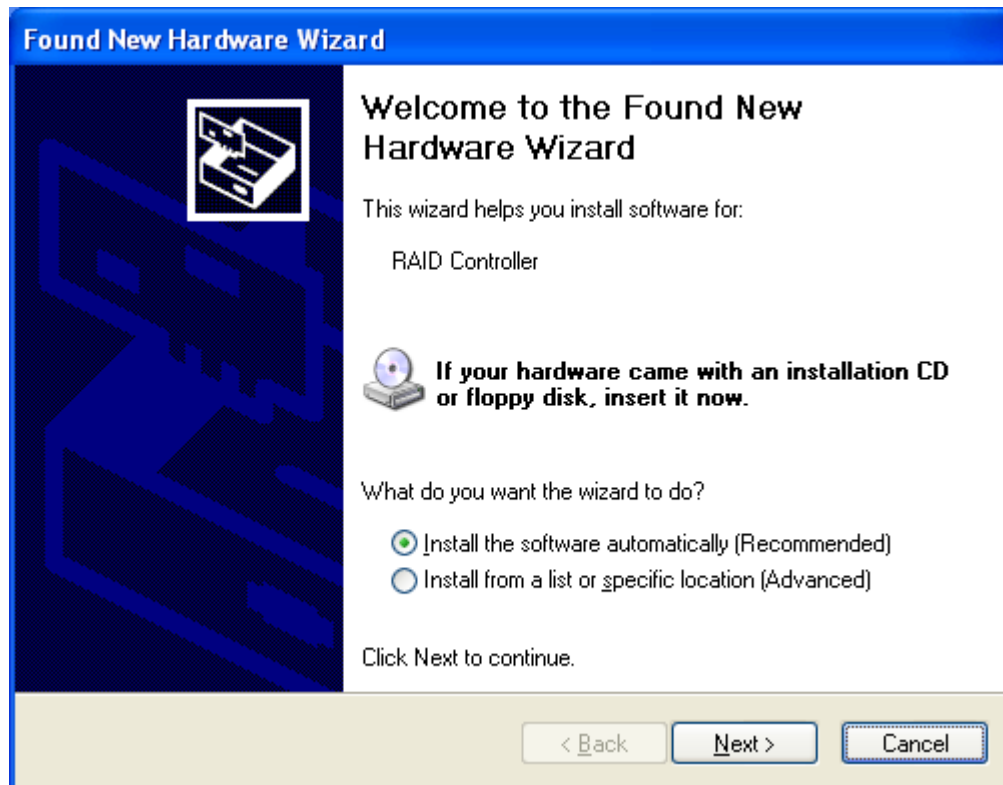 Found New Hardware Wizard
Welcome to the Found New
Hardware Wizard
This wizard helps you install software for:
RAID Controller
If your hardware came with an installation CD
or floppy disk, insert it now.
What do you want the wizard to do?
Install the software automatically (Recommended)
Install from a list or specific location (Advanced)
Click Next to continue.
< Back
Next >
Cancel